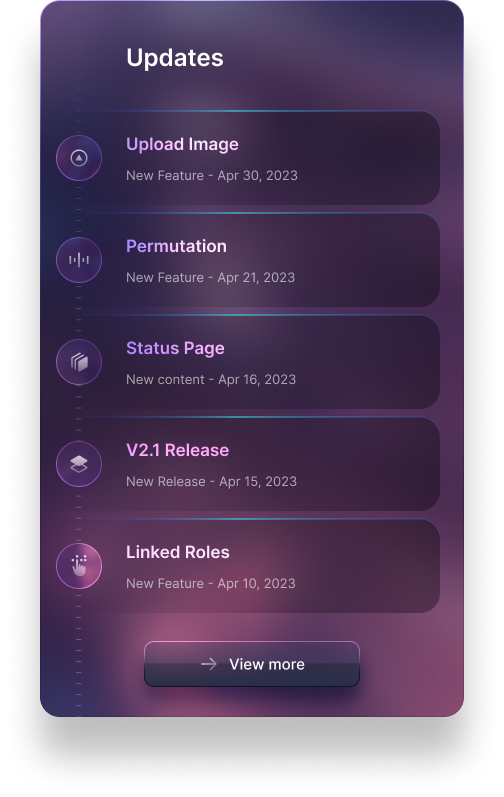 Updates
Upload Image
New Feature - Apr 30, 2023
Permutation
New Feature - Apr 21, 2023
Status Page
New content - Apr 16, 2023
V2.1 Release
New Release - Apr 15, 2023
Linked Roles
New Feature - Apr 10, 2023
View more